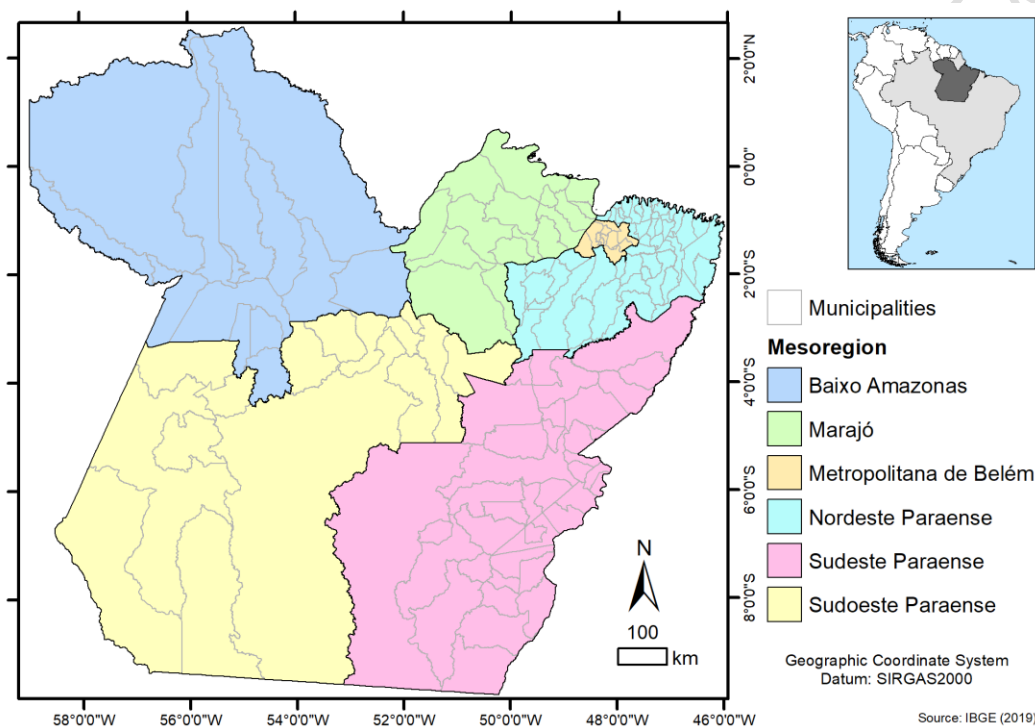 2°0'0"N
0°0'0"
2°0'0"S
4°0'0"S
6°0'0"S
8°0'0"S
58°0'0"W
56°0'0"W
54°0'0"W
52°0'0"W
50°0'0"W
48°0'0"W
46°0'0"W
N
100
km
Municipalities
Mesoregion
Baixo Amazonas
Marajó
Metropolitana de Belém
Nordeste Paraense
Sudeste Paraense
Sudoeste Paraense
Geographic Coordinate System
Datum: SIRGAS2000
Source: IBGE (2019)